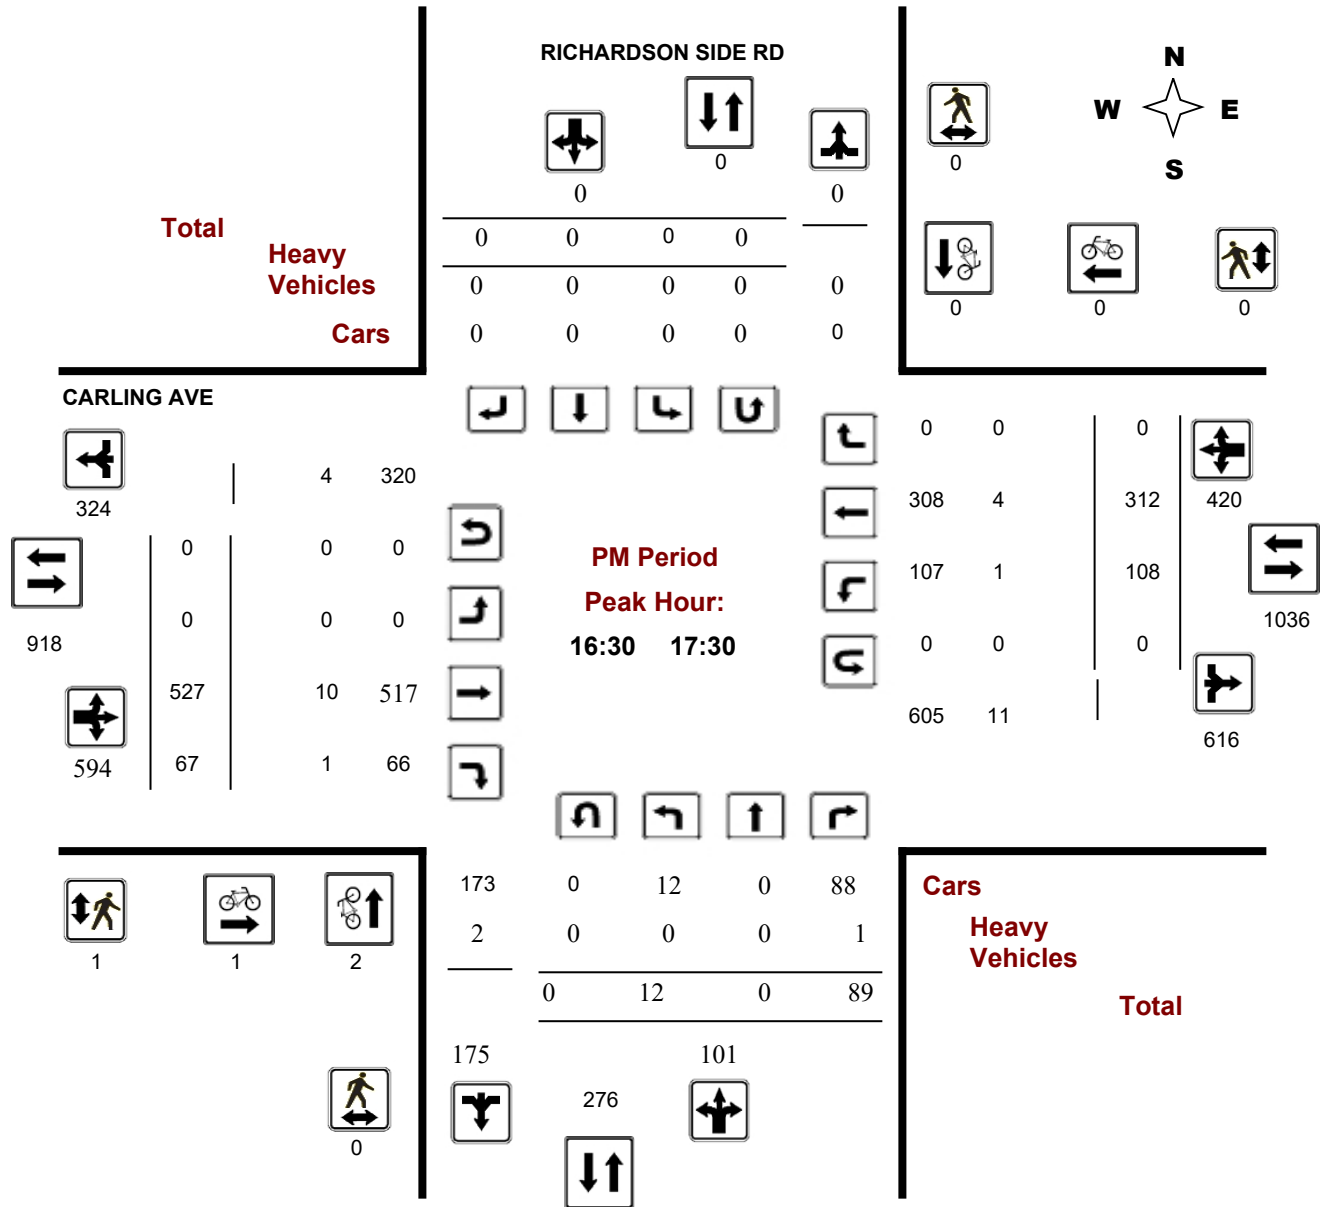 RICHARDSON SIDE RD
N
W E
S
0
0
0 0
Total
0 0 0 0
Heavy
Vehicles
0 0 0 0 0
0 0 0
Cars
0 0 0 0 0
CARLING AVE
0 0 0
4 320
324
308 4 312 420
0 0 0
PM Period
107 1 108
Peak Hour:
0 0 0
1036
918
16:30 17:30
0 0 0
527 10 517
605 11
616
594 67 1 66
173 0 12 0 88
Cars
2 0 0 0 1
Heavy
Vehicles
1 1 2
0 12 0 89
Total
175 101
276
0